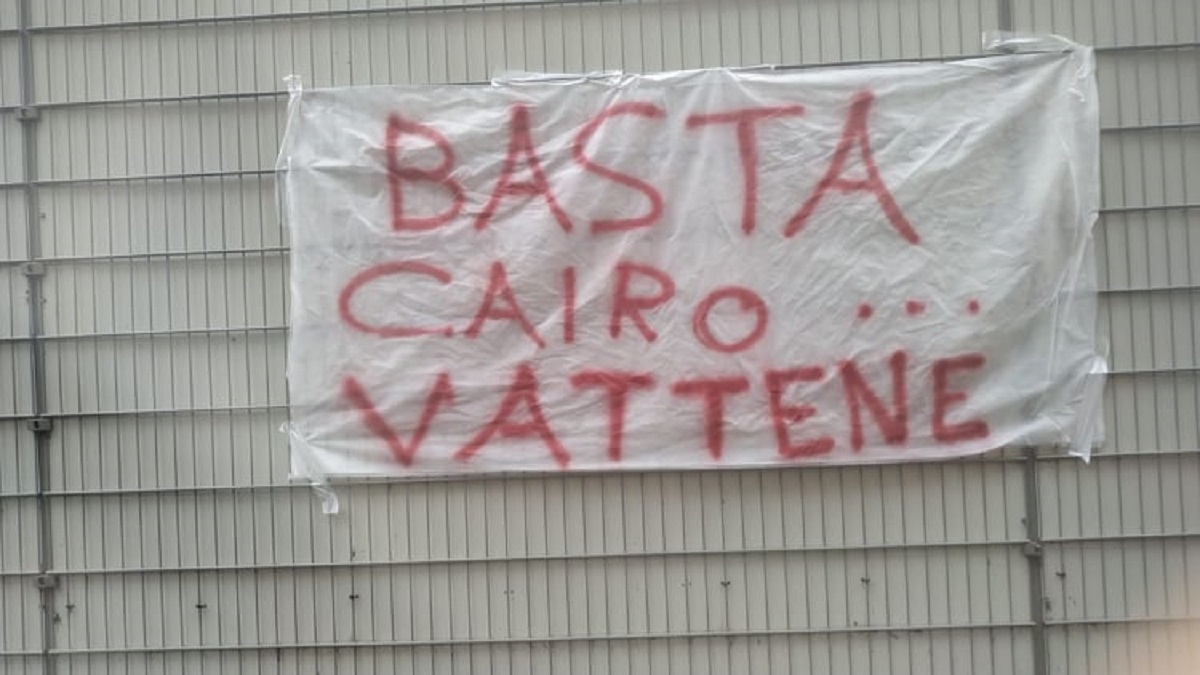 BASTA
CAIRO ...
VATTENE